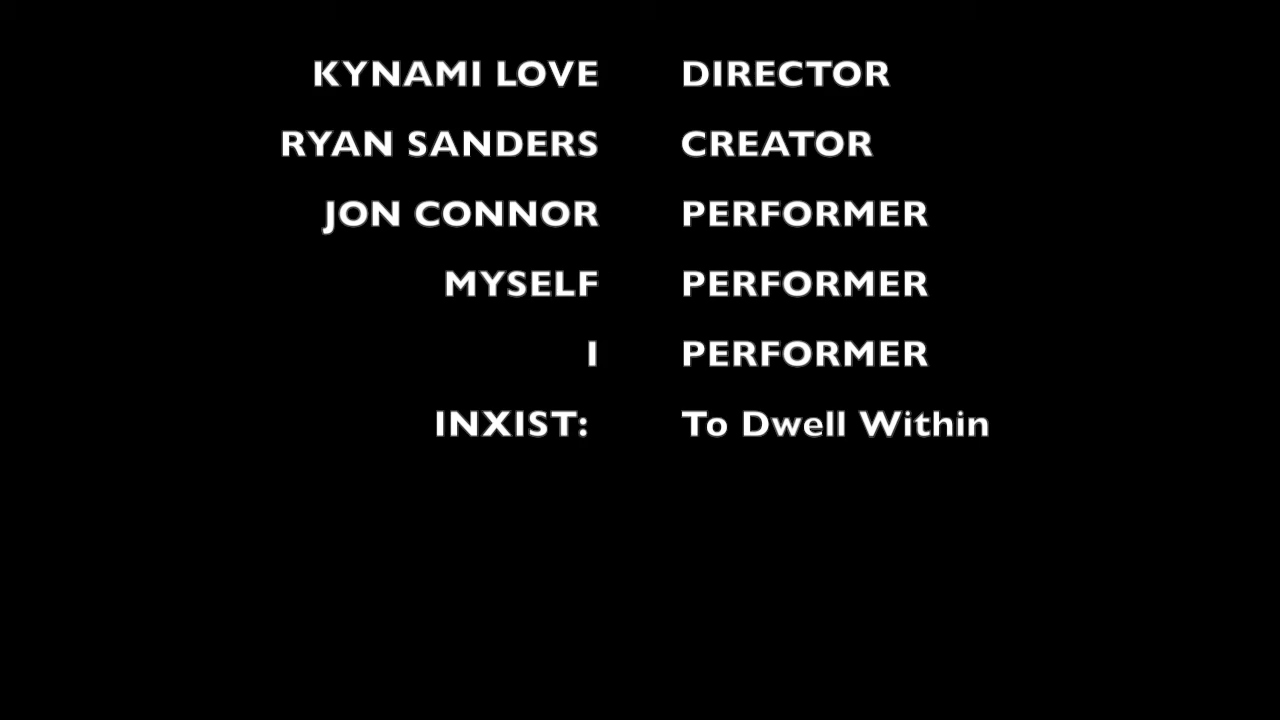 KYNAMI LOVE DIRECTOR
RYAN SANDERS CREATOR
JON CONNOR PERFORMER
MYSELF PERFORMER
I PERFORMER
INXIST: To Dwell Within